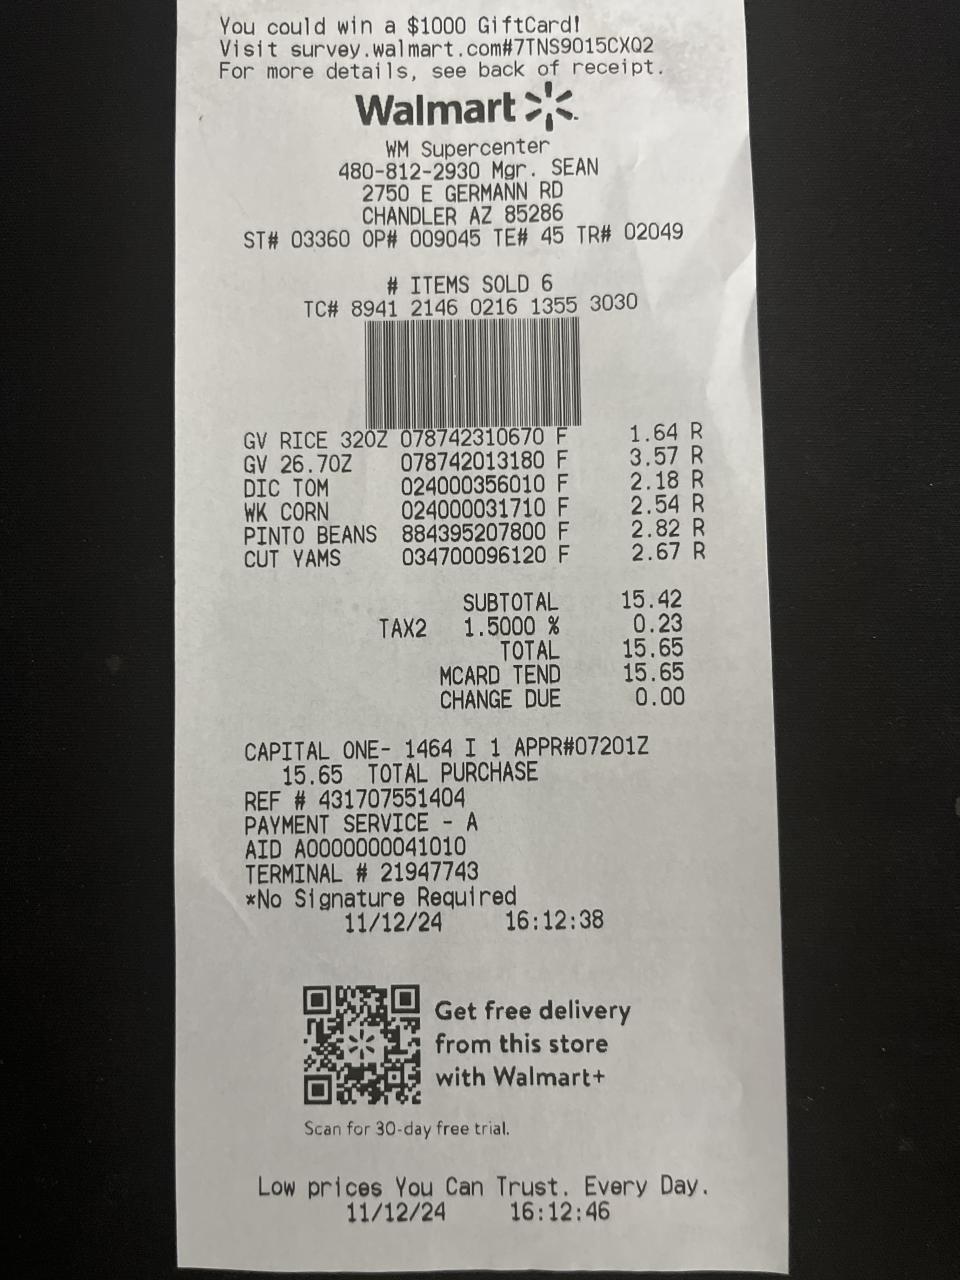 You could win a $1000 GiftCard!
Visit survey.walmart.com#7TNS9015CXQ2
For more details, see back of receipt.
Walmart
WM Supercenter
480-812-2930 Mgr. SEAN
2750 E GERMANN RD
CHANDLER AZ 85286
ST# 03360 OP# 009045 TE# 45 TR# 02049
# ITEMS SOLD 6
TC# 8941 2146 0216 1355 3030
GV RICE 32OZ 078742310670 F 1.64 R
GV 26.7OZ 078742013180 F 3.57 R
DIC TOM 024000356010 F 2.18 R
WK CORN 024000031710 F 2.54 R
PINTO BEANS 884395207800 F 2.82 R
CUT YAMS 034700096120 F 2.67 R
SUBTOTAL 15.42
TAX2 1.5000 % 0.23
TOTAL 15.65
MCARD TEND 15.65
CHANGE DUE 0.00
CAPITAL ONE- 1464 I 1 APPR#07201Z
15.65 TOTAL PURCHASE
REF # 431707551404
PAYMENT SERVICE - A
AID A0000000041010
TERMINAL # 21947743
*No Signature Required
11/12/24 16:12:38
Get free delivery
from this store
with Walmart+
Scan for 30-day free trial.
Low prices You Can Trust. Every Day.
11/12/24 16:12:46